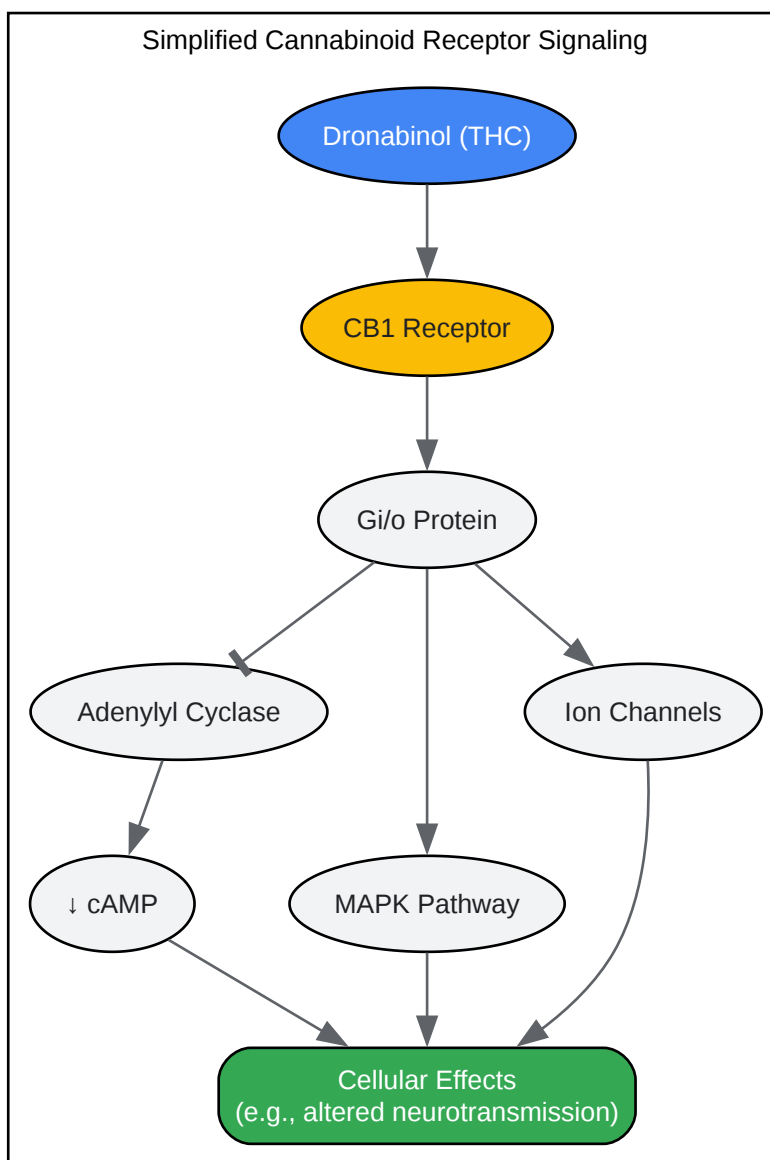 Simplified Cannabinoid Receptor Signaling
Dronabinol (THC)
CB1 Receptor
Gi/o Protein
Adenylyl Cyclase
Ion Channels
↓ cAMP
MAPK Pathway
Cellular Effects
(e.g., altered neurotransmission)